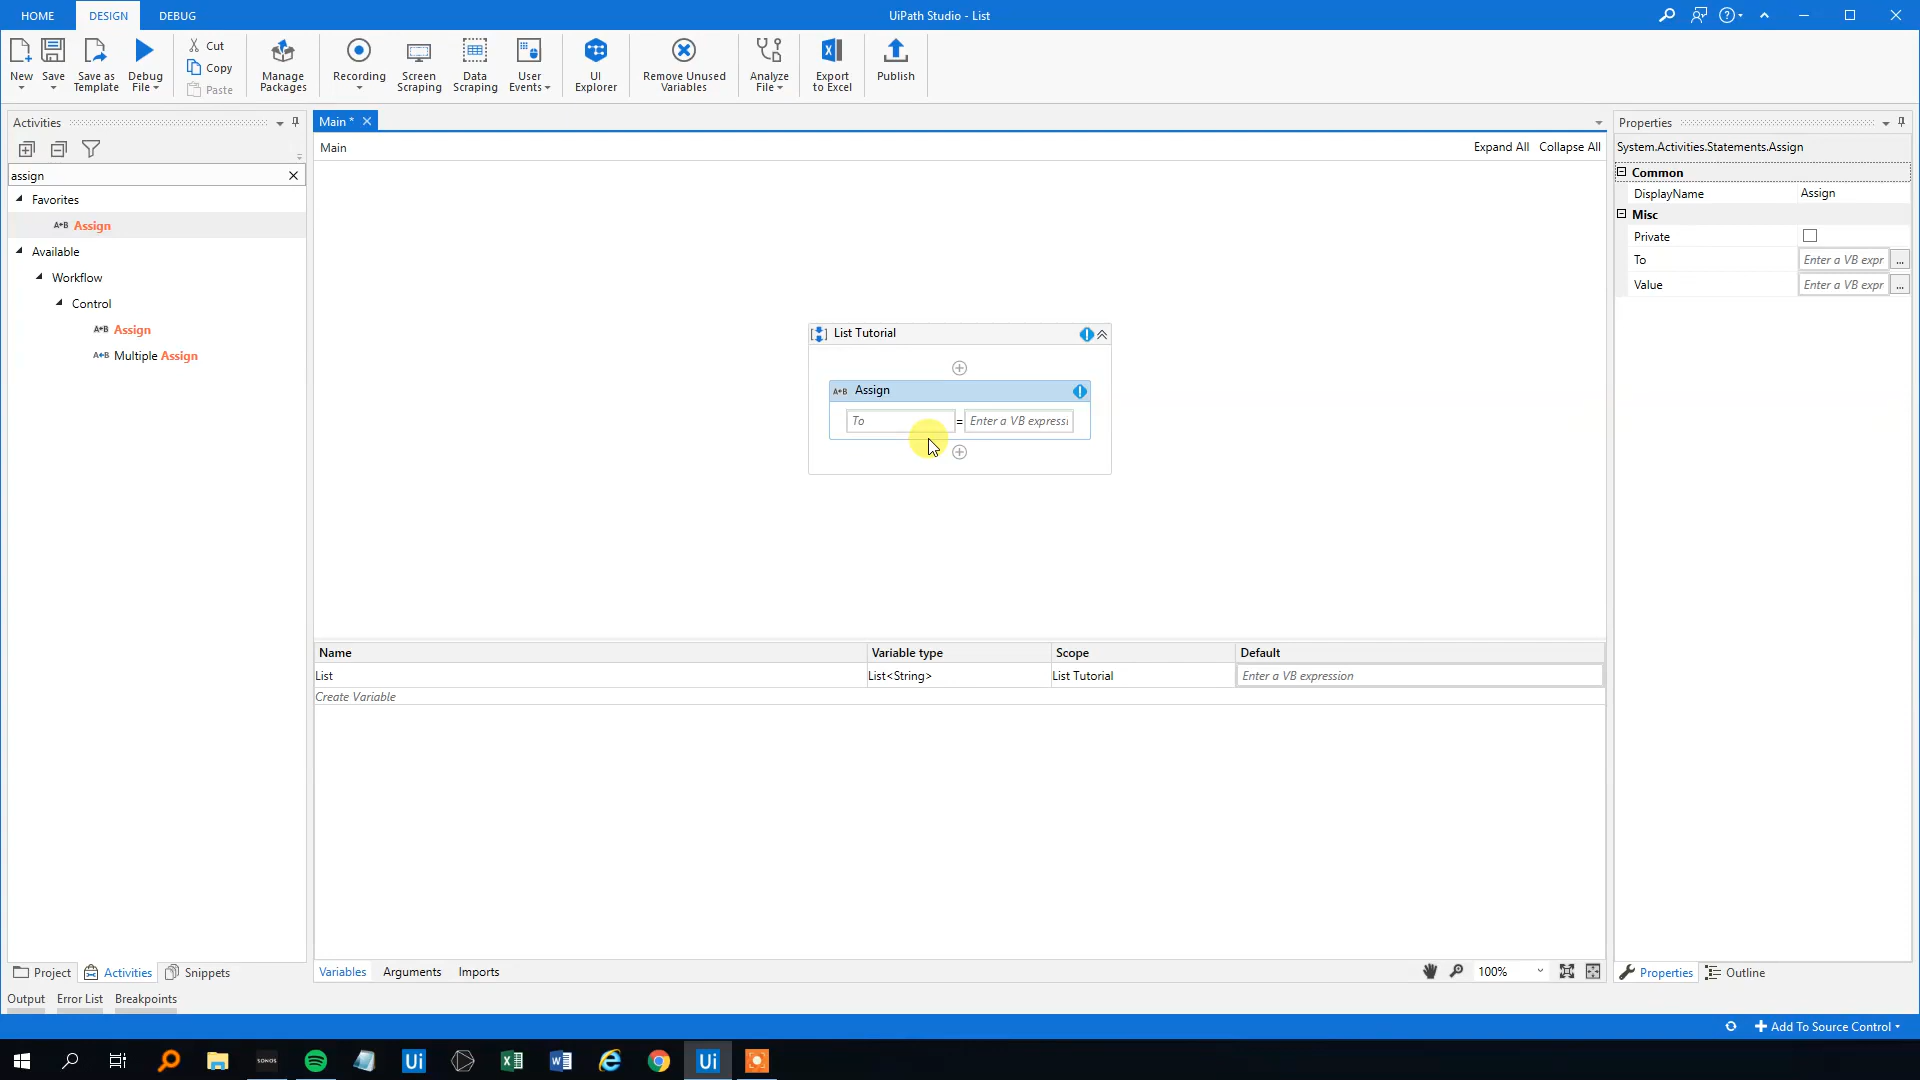 HOME
DESIGN
DEBUG
UiPath Studio - List
New
Save
Save as
Template
Debug
File
Cut
Copy
Paste
Manage
Packages
Recording
Screen
Scraping
Data
Scraping
User
Events
UI
Explorer
Remove Unused
Variables
Analyze
File
Export
to Excel
Publish
Activities
assign
Favorites
A+B Assign
Available
Workflow
Control
A+B Assign
A+B Multiple Assign
Main *
Main
Expand All
Collapse All
List Tutorial
A+B Assign
To
=
Enter a VB expressi
Name
Variable type
Scope
Default
List
List<String>
List Tutorial
Enter a VB expression
Create Variable
Variables
Arguments
Imports
100%
Properties
System.Activities.Statements.Assign
Common
DisplayName
Assign
Misc
Private
To
Enter a VB expr
...
Value
Enter a VB expr
...
Project
Activities
Snippets
Properties
Outline
Output
Error List
Breakpoints
Add To Source Control
SONOS
Ui
Ui